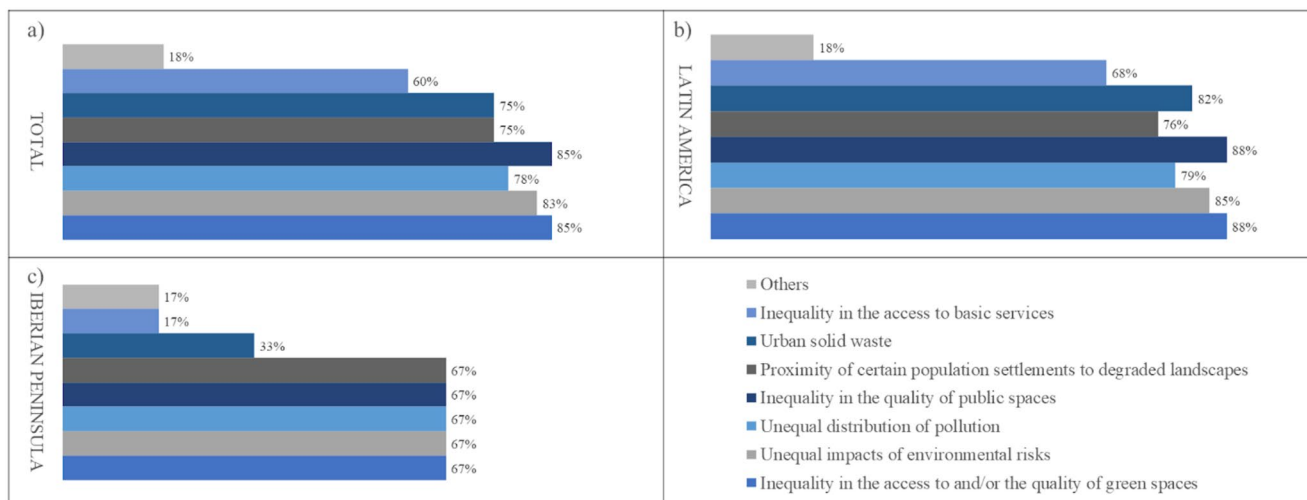 a)
TOTAL
18%
60%
75%
75%
85%
78%
83%
85%
b)
LATIN AMERICA
18%
68%
82%
76%
88%
79%
85%
88%
c)
IBERIAN PENINSULA
17%
17%
33%
67%
67%
67%
67%
67%
Others
Inequality in the access to basic services
Urban solid waste
Proximity of certain population settlements to degraded landscapes
Inequality in the quality of public spaces
Unequal distribution of pollution
Unequal impacts of environmental risks
Inequality in the access to and/or the quality of green spaces